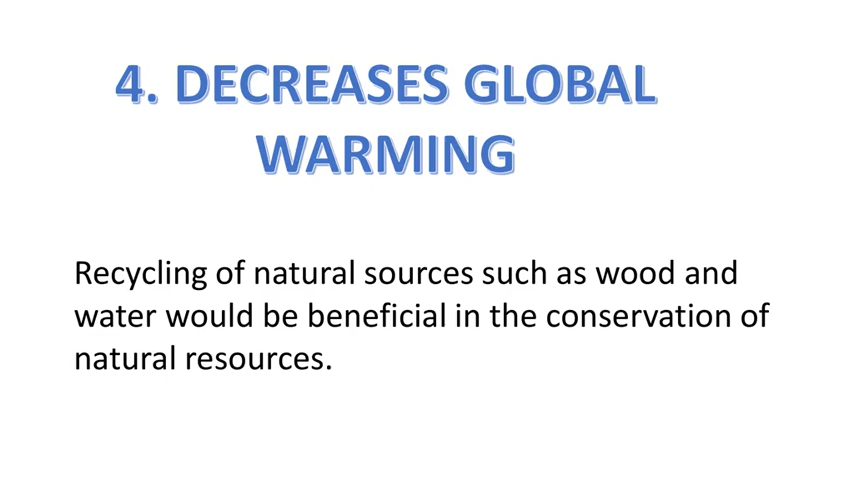 4. DECREASES GLOBAL
WARMING
Recycling of natural sources such as wood and
water would be beneficial in the conservation of
natural resources.